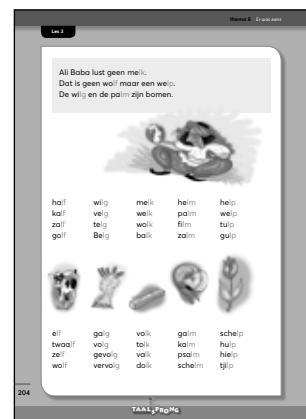 thema 8 Er was eens
Les 3
Ali Baba lust geen melk.
Dat is geen wolf maar een welp.
De wilg en de palm zijn bomen.
half wilg melk helm help
kalf velg welk palm welp
zalf telg wolk film tulp
golf Belg balk zalm gulp
elf galg volk galm schelp
twaalf volg tolk kalm hulp
zelf gevolg valk psalm hielp
wolf vervolg dolk schelm tjilp
204
TAALSPRONG